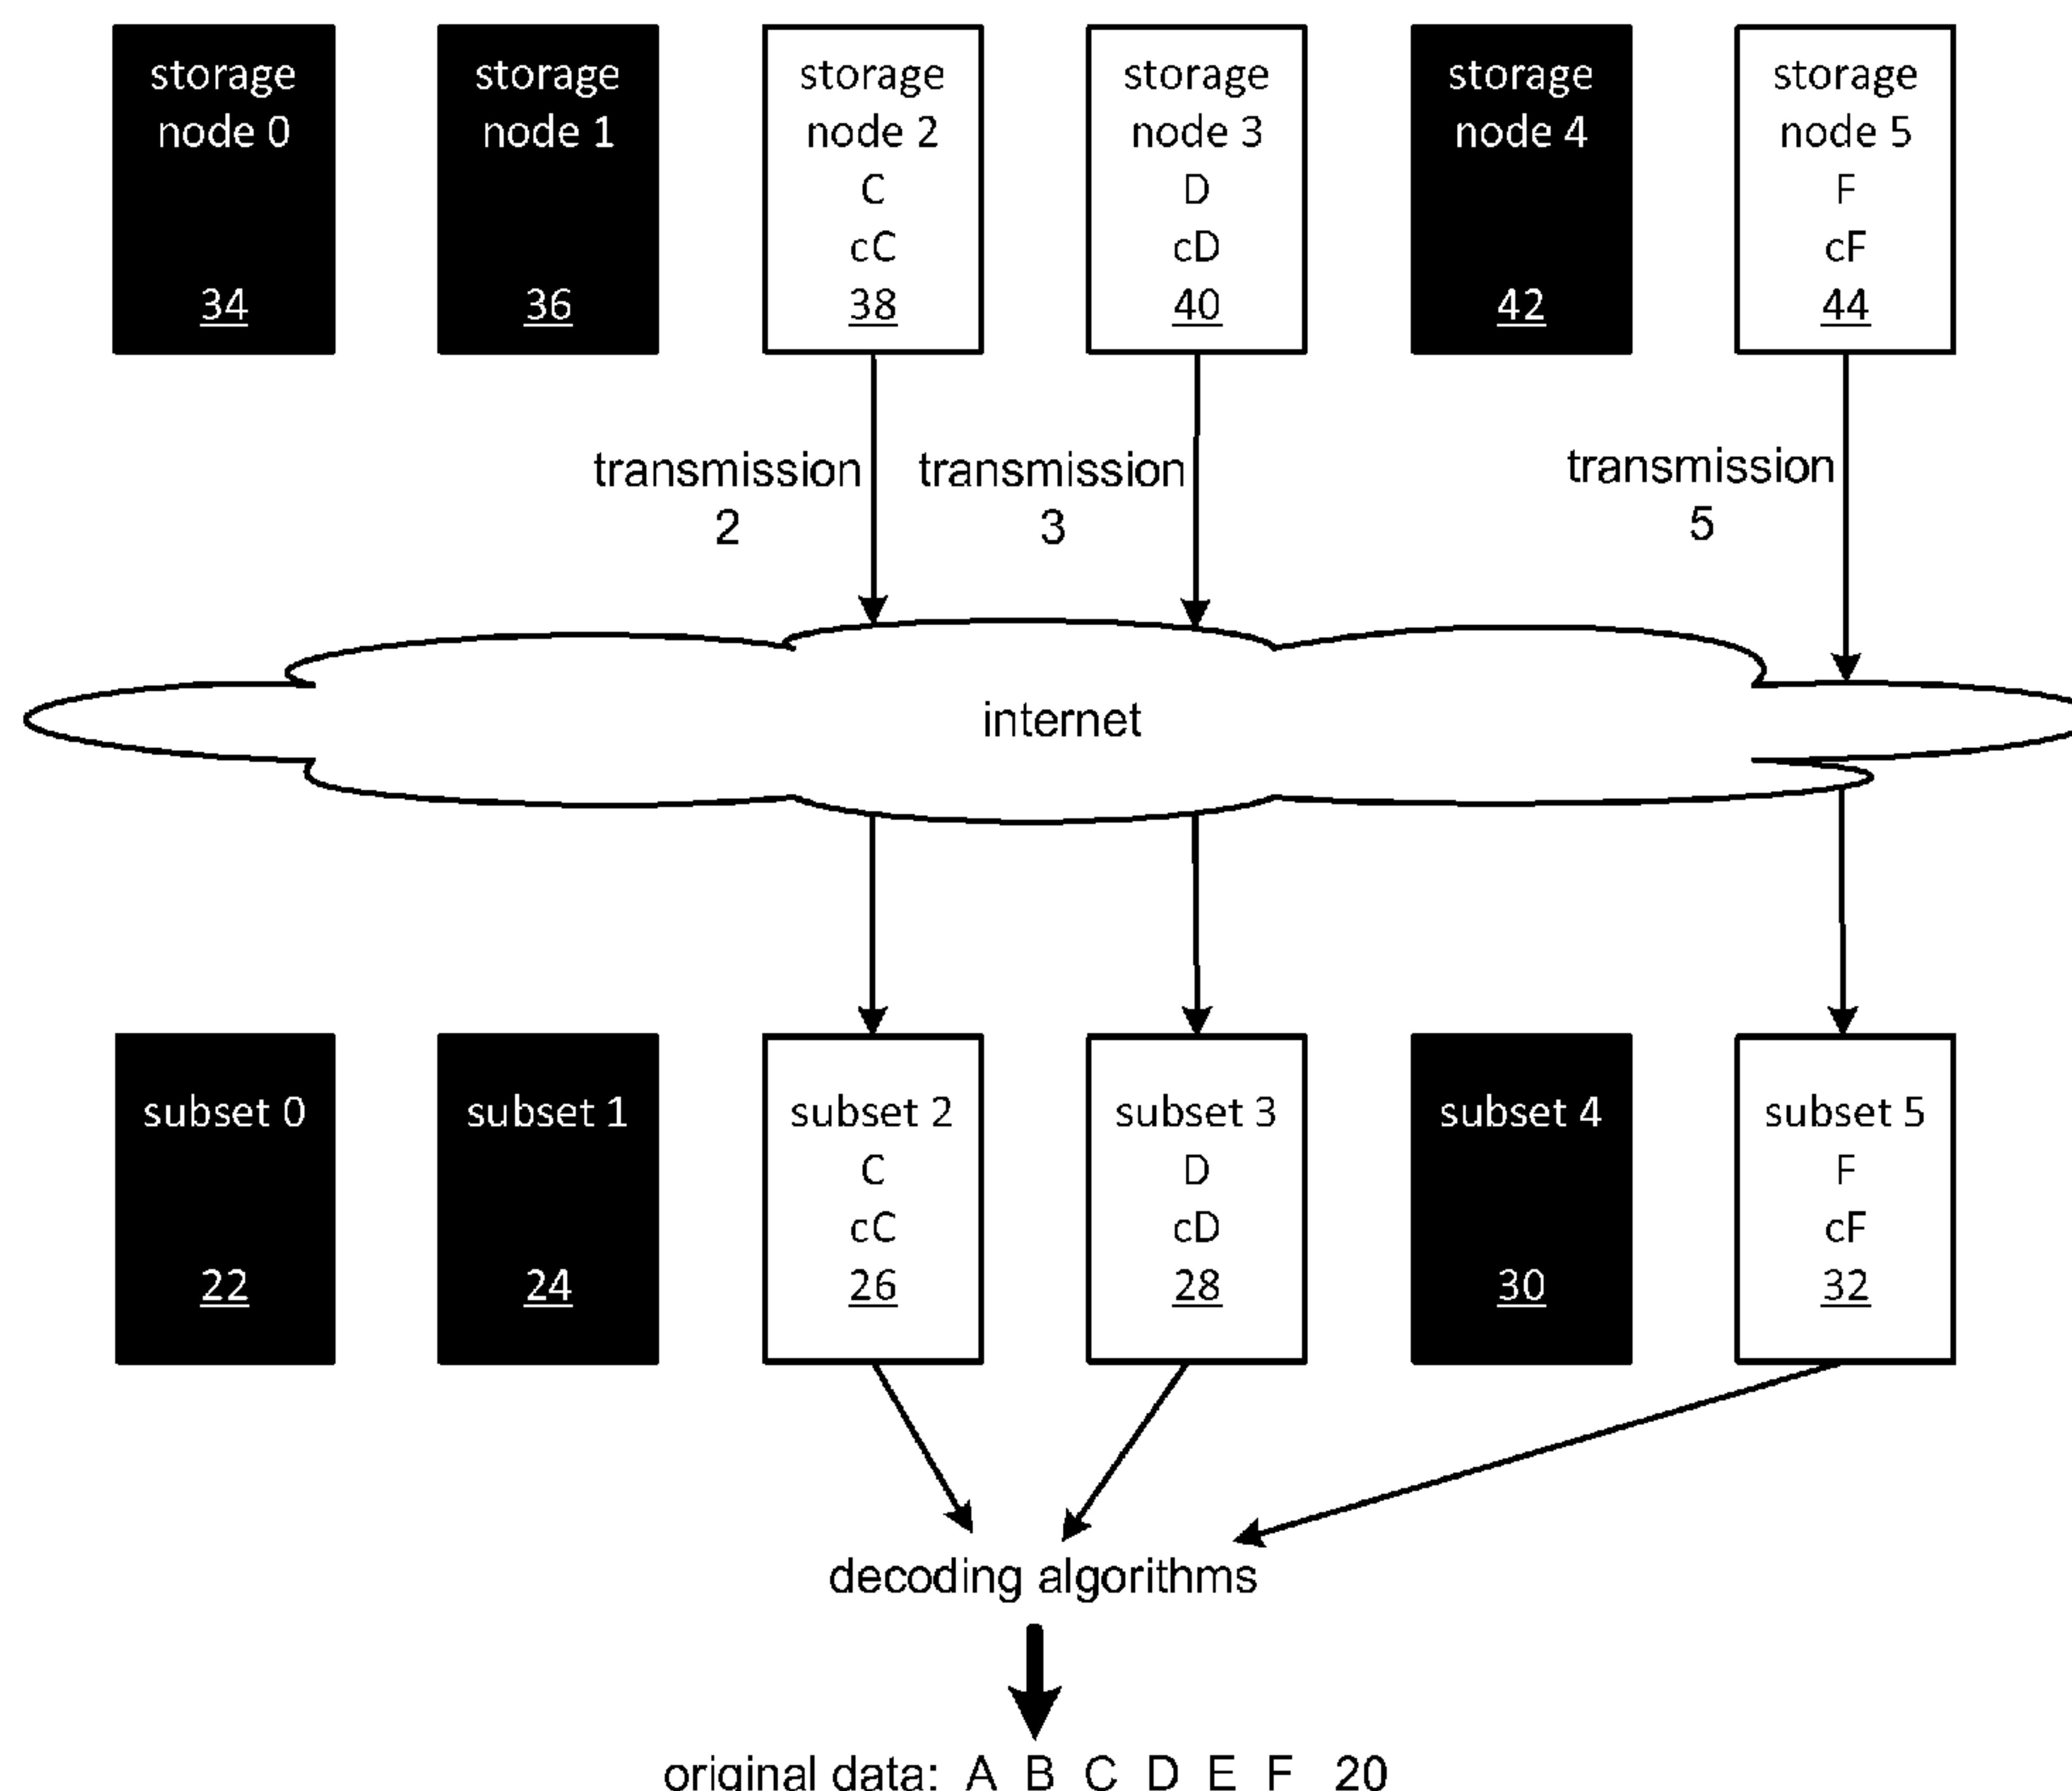 storage
node 0
34
storage
node 1
36
storage
node 2
C
cC
38
storage
node 3
D
cD
40
storage
node 4
42
storage
node 5
F
cF
44
transmission
2
transmission
3
transmission
5
internet
subset 0
22
subset 1
24
subset 2
C
cC
26
subset 3
D
cD
28
subset 4
30
subset 5
F
cF
32
decoding algorithms
original data: A B C D E F 20